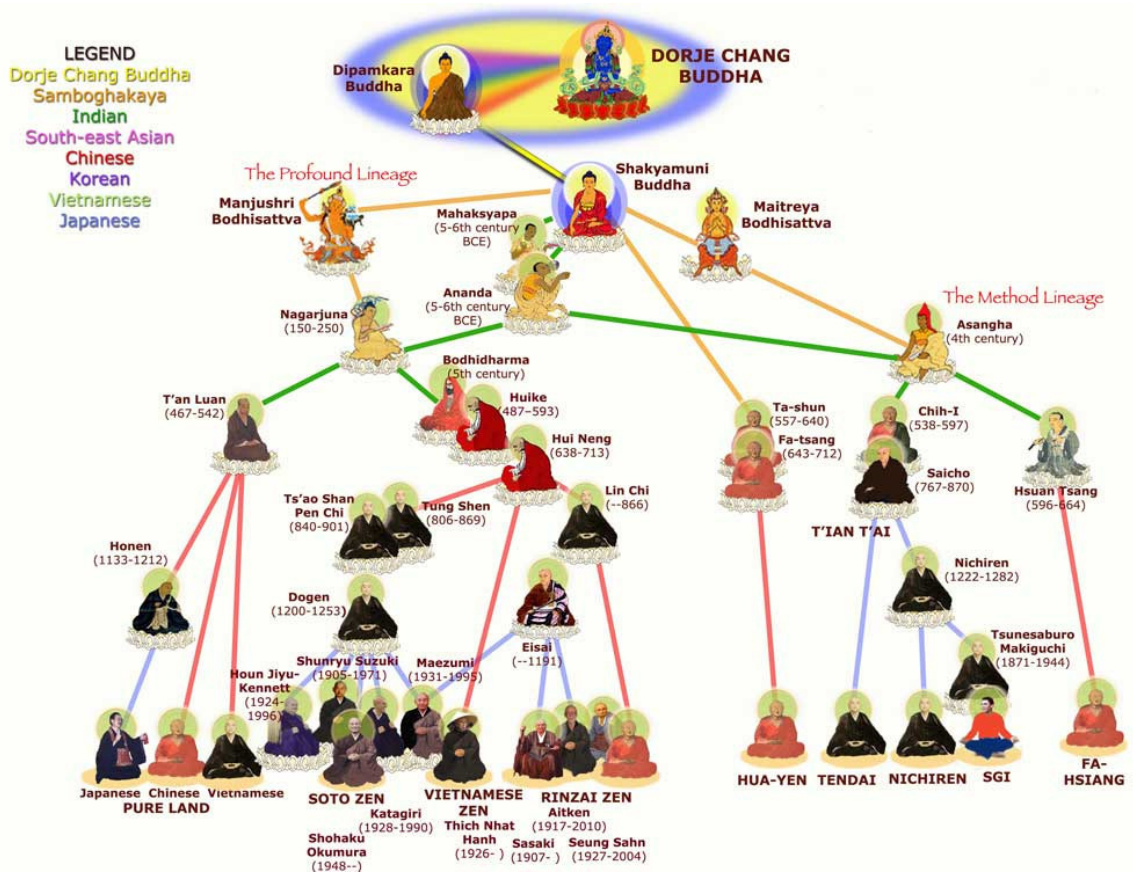 LEGEND
Dorje Chang Buddha
Samboghakaya
Indian
South-east Asian
Chinese
Korean
Vietnamese
Japanese
Dipamkara
Buddha
DORJE CHANG
BUDDHA
The Profound Lineage
Manjushri
Bodhisattva
Mahaksyapa
(5-6th century
BCE)
Shakyamuni
Buddha
Maitreya
Bodhisattva
Nagarjuna
(150-250)
Ananda
(5-6th century
BCE)
The Method Lineage
Asangha
(4th century)
Bodhidharma
(5th century)
T'an Luan
(467-542)
Huike
(487-593)
Hui Neng
(638-713)
Ta-shun
(557-640)
Fa-tsang
(643-712)
Chih-I
(538-597)
Saicho
(767-870)
Hsuan Tsang
(596-664)
Ts'ao Shan
Pen Chi
(840-901)
Tung Shen
(806-869)
Lin Chi
(--866)
T'IAN T'AI
Honen
(1133-1212)
Dogen
(1200-1253)
Eisai
(--1191)
Nichiren
(1222-1282)
Tsunesaburo
Makiguchi
(1871-1944)
Houn Jiyu-
Kennett
(1924-
1996)
Shunryu Suzuki
(1905-1971)
Maezumi
(1931-1995)
Japanese
Chinese
Vietnamese
PURE LAND
SOTO ZEN
Katagiri
(1928-1990)
Shohaku
Okumura
(1948--)
VIETNAMESE
ZEN
Thich Nhat
Hanh
(1926- )
RINZAI ZEN
Aitken
(1917-2010)
Sasaki
(1907- )
Seung Sahn
(1927-2004)
HUA-YEN
TENDAI
NICHIREN
SGI
FA-
HSIANG